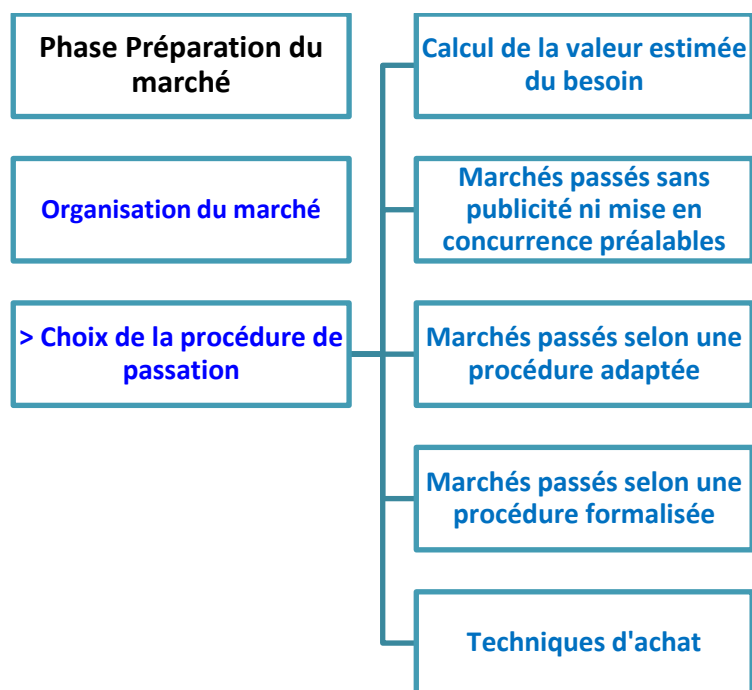 Phase Préparation du
marché
Organisation du marché
> Choix de la procédure de
passation
Calcul de la valeur estimée
du besoin
Marchés passés sans
publicité ni mise en
concurrence préalables
Marchés passés selon une
procédure adaptée
Marchés passés selon une
procédure formalisée
Techniques d'achat